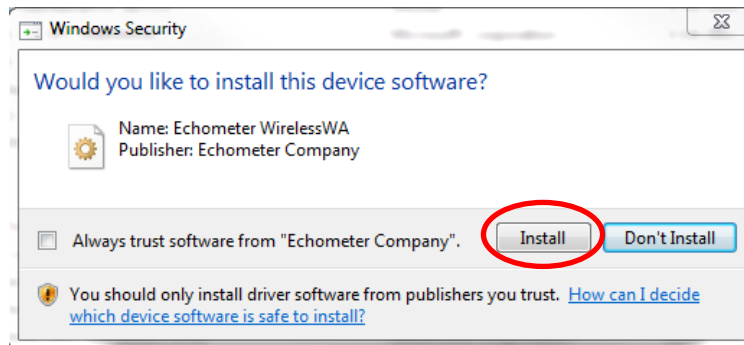 Windows Security
Would you like to install this device software?
Name: Echometer WirelessWA
Publisher: Echometer Company
Always trust software from "Echometer Company".
Install
Don't Install
You should only install driver software from publishers you trust. How can I decide
which device software is safe to install?